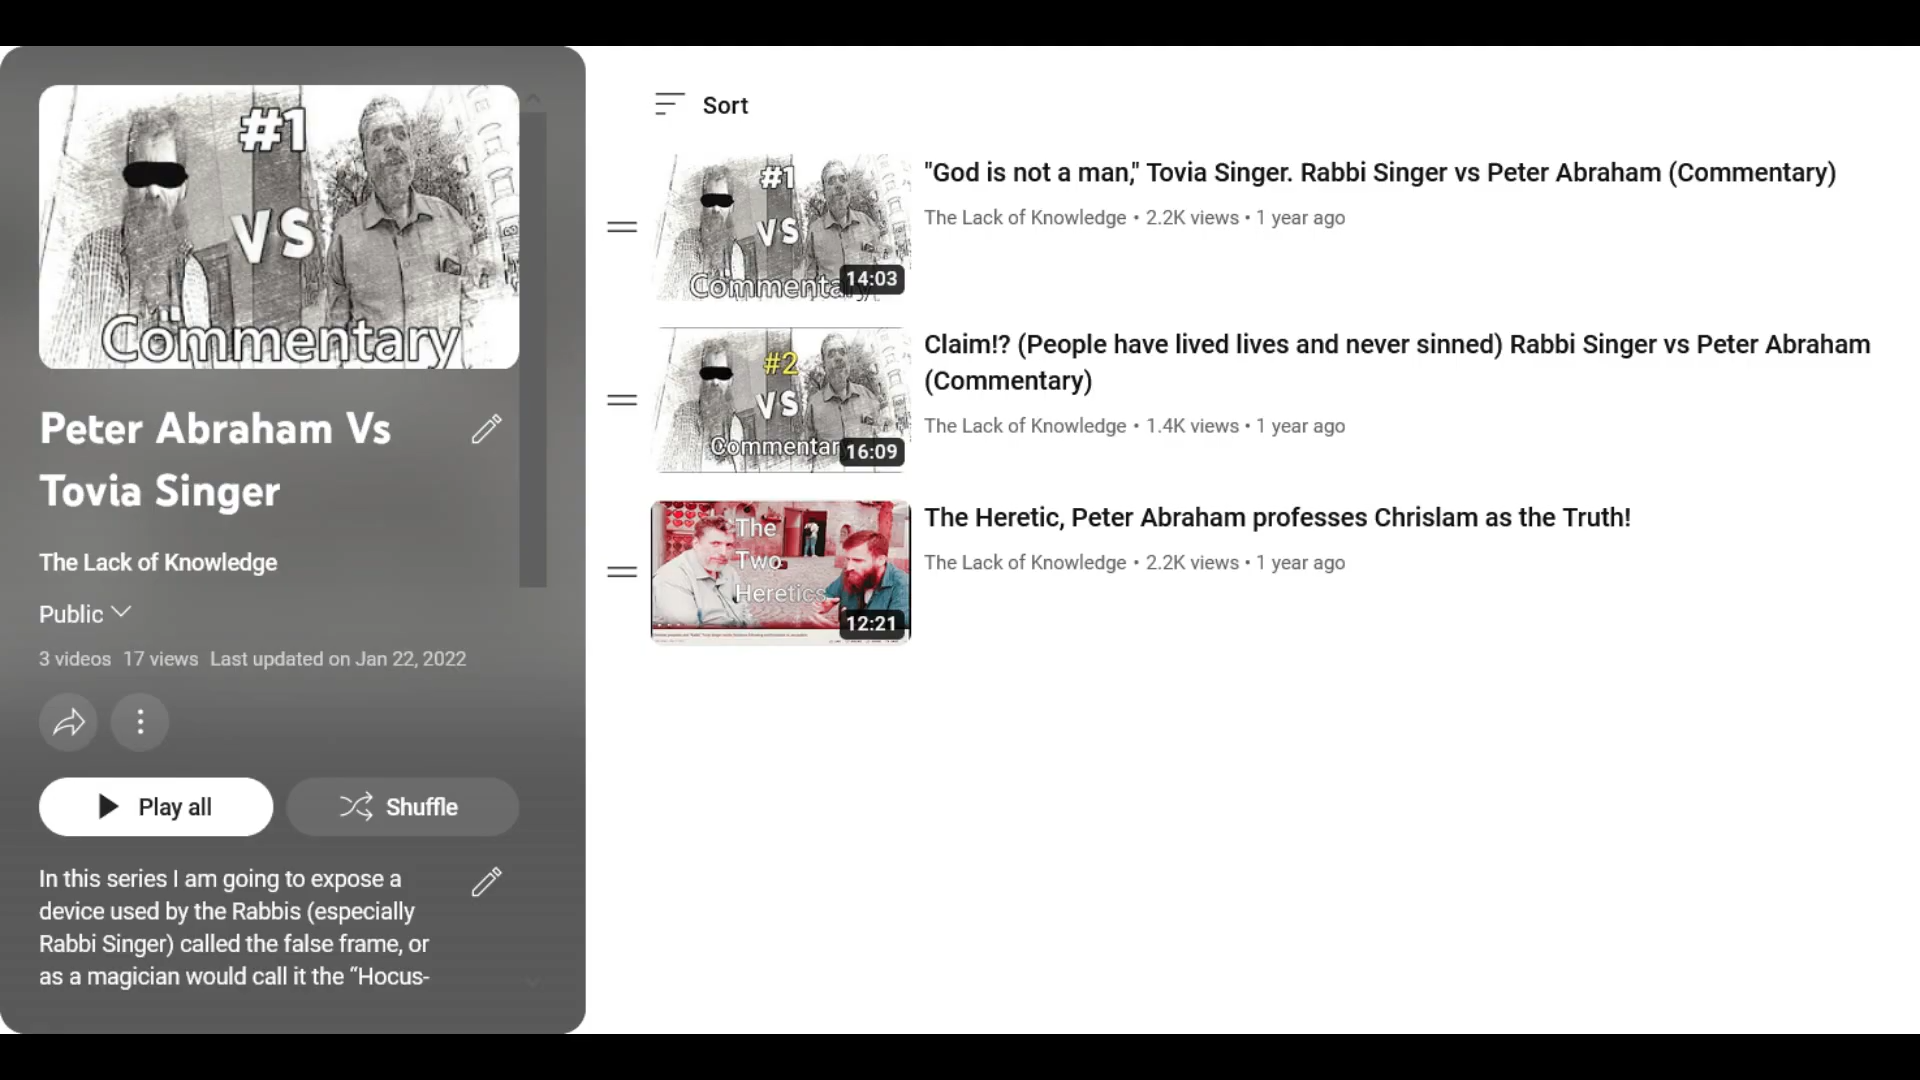 #1
VS
Commentary
Peter Abraham Vs
Tovia Singer
The Lack of Knowledge
Public
3 videos 17 views Last updated on Jan 22, 2022
Play all
Shuffle
In this series I am going to expose a
device used by the Rabbis (especially
Rabbi Singer) called the false frame, or
as a magician would call it the “Hocus-
Sort
#1
VS
Commentary
14:03
"God is not a man," Tovia Singer. Rabbi Singer vs Peter Abraham (Commentary)
The Lack of Knowledge • 2.2K views • 1 year ago
#2
VS
Commentar
16:09
Claim!? (People have lived lives and never sinned) Rabbi Singer vs Peter Abraham
(Commentary)
The Lack of Knowledge • 1.4K views • 1 year ago
The
Two
Heretics
12:21
The Heretic, Peter Abraham professes Chrislam as the Truth!
The Lack of Knowledge • 2.2K views • 1 year ago